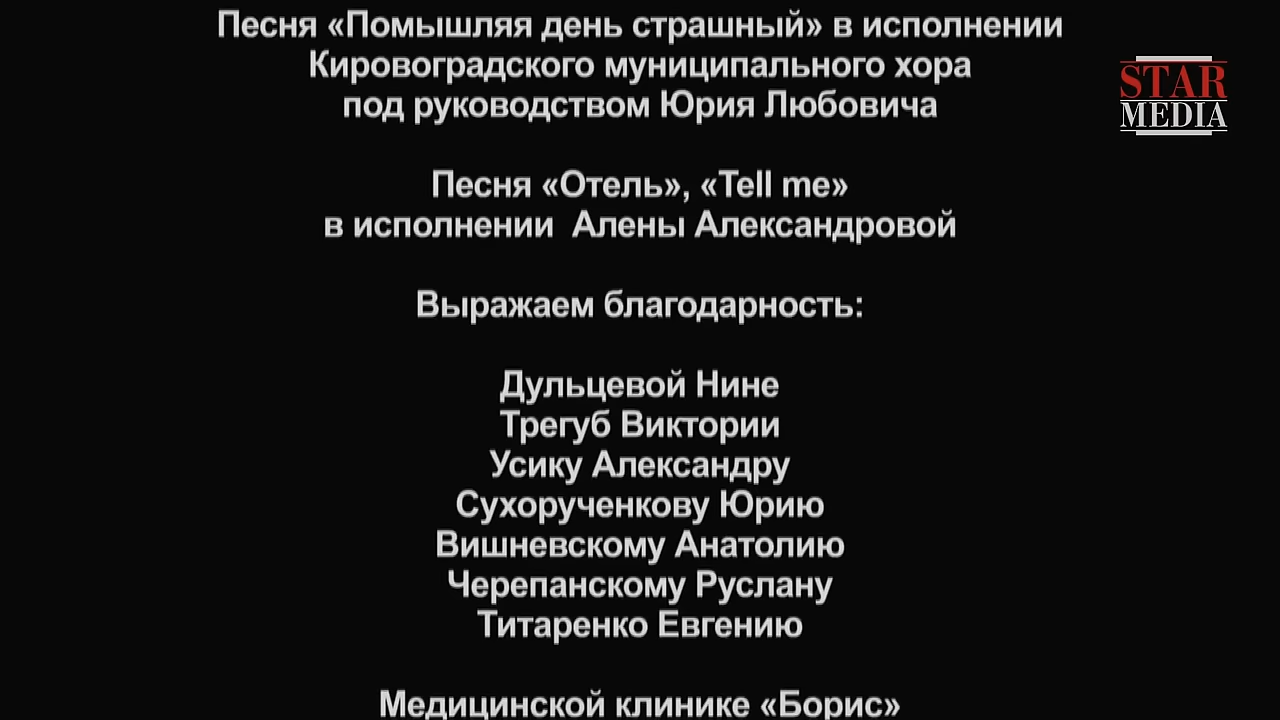 Песня «Помышляя день страшный» в исполнении
Кировоградского муниципального хора
под руководством Юрия Любовича
STAR
MEDIA
Песня «Отель», «Tell me»
в исполнении Алены Александровой
Выражаем благодарность:
Дульцевой Нине
Трегуб Виктории
Усику Александру
Сухорученкову Юрию
Вишневскому Анатолию
Черепанскому Руслану
Титаренко Евгению
Медицинской клинике «Борис»